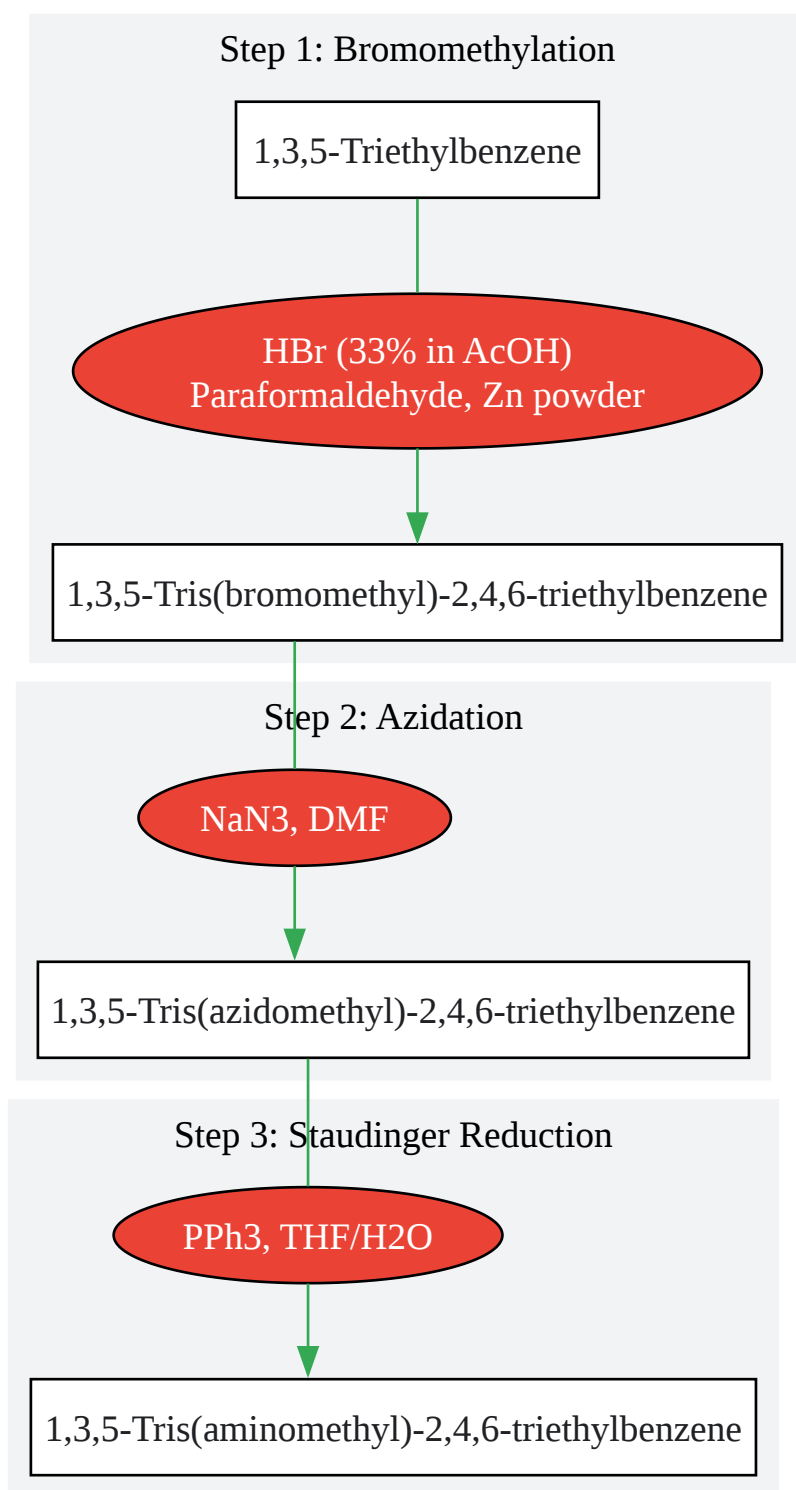 Step 1: Bromomethylation
1,3,5-Triethylbenzene
HBr (33% in AcOH)
Paraformaldehyde, Zn powder
1,3,5-Tris(bromomethyl)-2,4,6-triethylbenzene
Step 2: Azidation
NaN3, DMF
1,3,5-Tris(azidomethyl)-2,4,6-triethylbenzene
Step 3: Staudinger Reduction
PPh3, THF/H2O
1,3,5-Tris(aminomethyl)-2,4,6-triethylbenzene